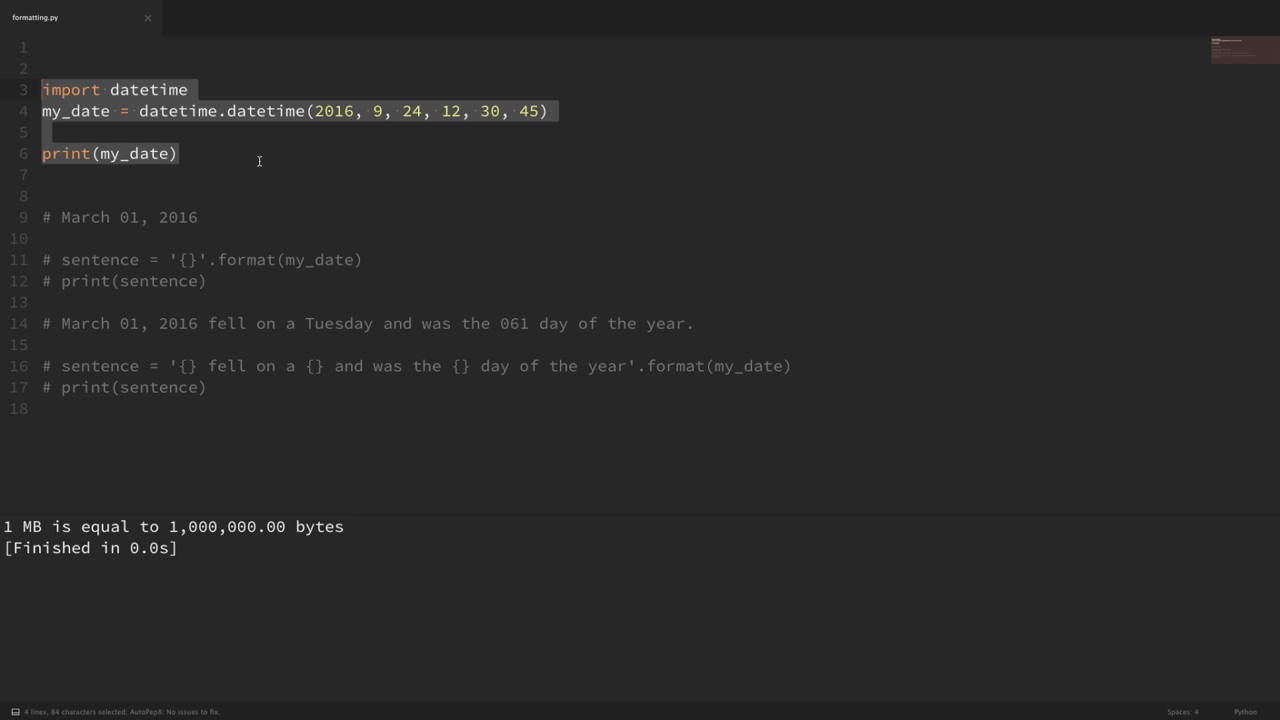 formatting.py
1
2
3 import datetime
4 my_date = datetime.datetime(2016, 9, 24, 12, 30, 45)
5
6 print(my_date)
7
8
9 # March 01, 2016
10
11 # sentence = '{}'.format(my_date)
12 # print(sentence)
13
14 # March 01, 2016 fell on a Tuesday and was the 061 day of the year.
15
16 # sentence = '{} fell on a {} and was the {} day of the year'.format(my_date)
17 # print(sentence)
18
1 MB is equal to 1,000,000.00 bytes
[Finished in 0.0s]
4 lines, 84 characters selected; AutoPep8: No issues to fix. Spaces: 4 Python